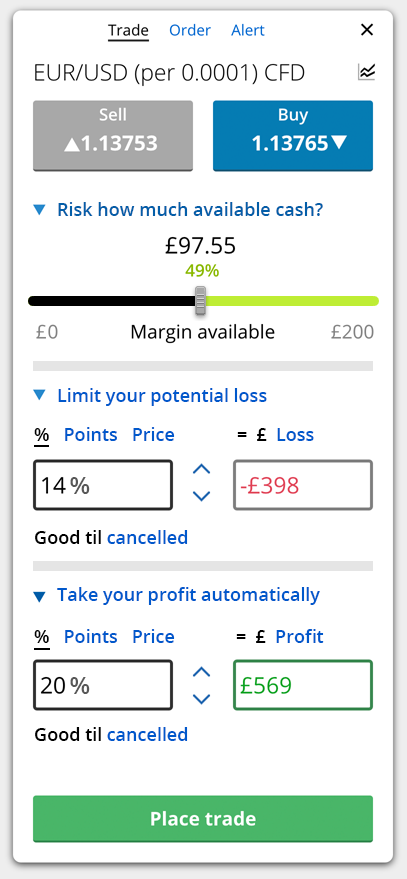 Trade Order Alert
EUR/USD (per 0.0001) CFD
Sell
1.13753
Buy
1.13765
Risk how much available cash?
£97.55
49%
£0 Margin available £200
Limit your potential loss
% Points Price = £ Loss
14 % -£398
Good til cancelled
Take your profit automatically
% Points Price = £ Profit
20 % £569
Good til cancelled
Place trade